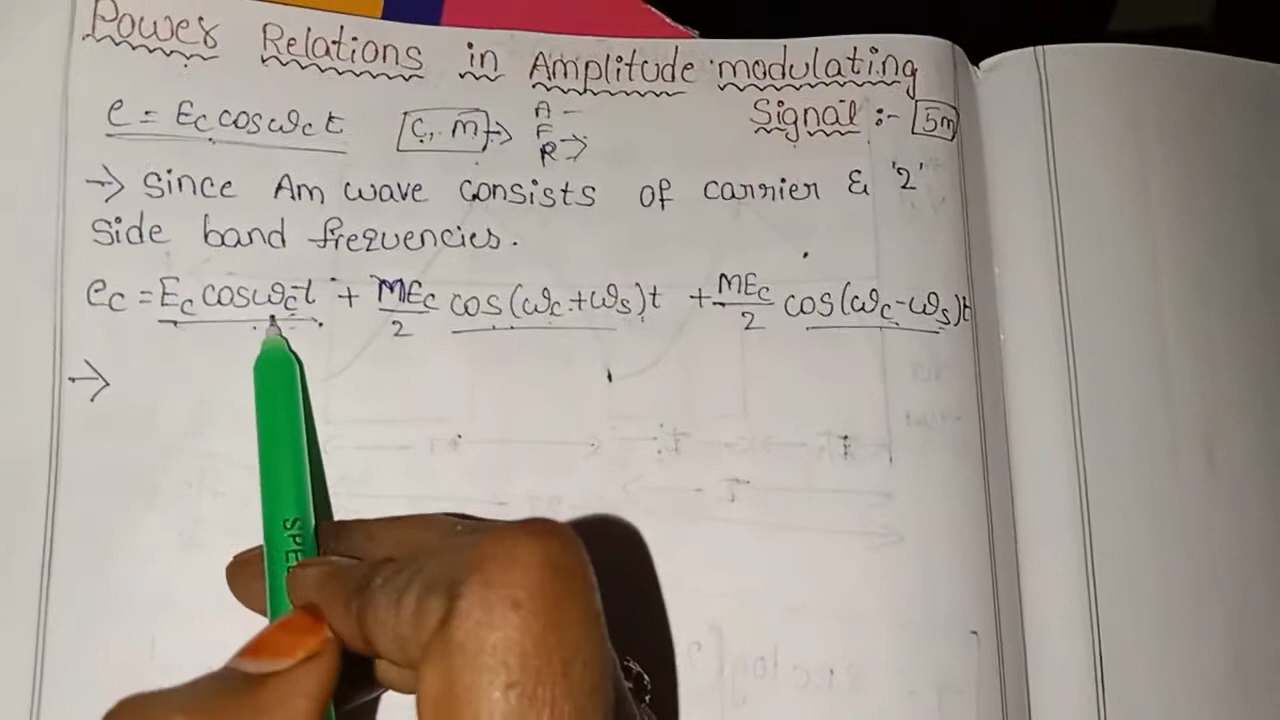 Power Relations in Amplitude modulating
Signal :- 5m
e = Ec cosωct [C, m] → A -
F
R →
→ Since Am wave consists of carrier & '2'
Side band frequencies.
ec = Ec cosωct + MEc/2 cos(ωc+ωs)t + MEc/2 cos(ωc-ωs)t
→
SPE